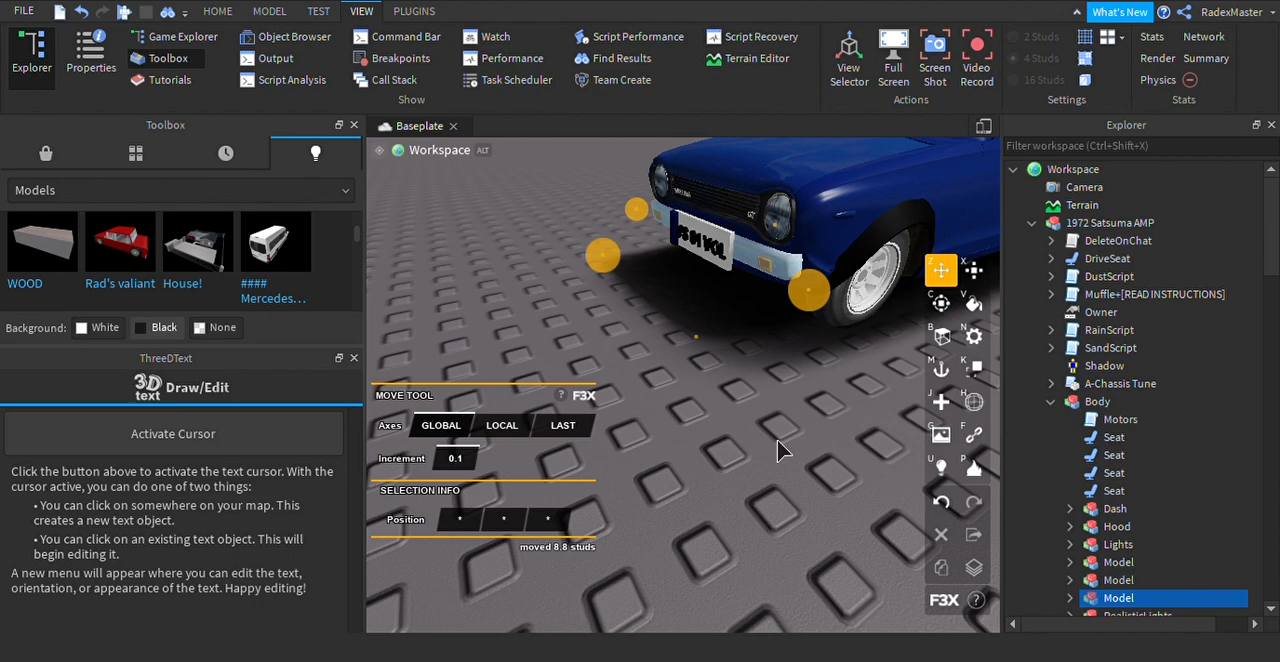 FILE HOME MODEL TEST VIEW PLUGINS What's New RadexMaster
Explorer
Properties
Game Explorer
Toolbox
Tutorials
Object Browser
Output
Script Analysis
Command Bar
Breakpoints
Call Stack
Watch
Performance
Task Scheduler
Script Performance
Find Results
Team Create
Script Recovery
Terrain Editor
Show
View
Selector
Full
Screen
Screen
Shot
Video
Record
Actions
2 Studs
4 Studs
16 Studs
Settings
Stats Network
Render Summary
Physics
Stats
Toolbox
Models
WOOD
Rad's valiant
House!
####
Mercedes...
Background: White Black None
ThreeDText
3D
text
Draw/Edit
Activate Cursor
Click the button above to activate the text cursor. With the
cursor active, you can do one of two things:
• You can click on somewhere on your map. This
creates a new text object.
• You can click on an existing text object. This will
begin editing it.
A new menu will appear where you can edit the text,
orientation, or appearance of the text. Happy editing!
Baseplate
Workspace ALT
MOVE TOOL ? F3X
Axes GLOBAL LOCAL LAST
Increment 0.1
SELECTION INFO
Position * * *
moved 8.8 studs
Z X
C V
B N
M K
J H
G F
U P
F3X ?
Explorer
Filter workspace (Ctrl+Shift+X)
Workspace
Camera
Terrain
1972 Satsuma AMP
DeleteOnChat
DriveSeat
DustScript
Muffle+[READ INSTRUCTIONS]
Owner
RainScript
SandScript
Shadow
A-Chassis Tune
Body
Motors
Seat
Seat
Seat
Seat
Dash
Hood
Lights
Model
Model
Model
RealisticLights